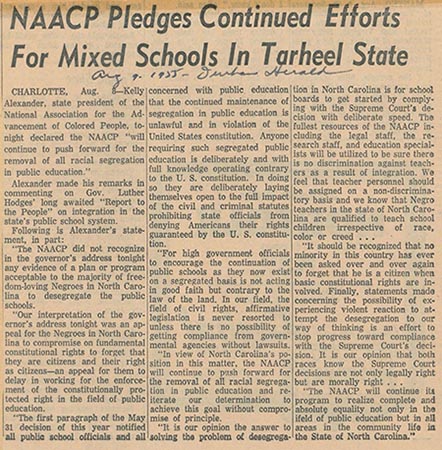 NAACP Pledges Continued Efforts
For Mixed Schools In Tarheel State
Aug 9. 1955 - Durham Herald
CHARLOTTE, Aug. 8—Kelly
Alexander, state president of the
National Association for the Ad-
vancement of Colored People, to-
night declared the NAACP "will
continue to push forward for the
removal of all racial segregation
in public education."
Alexander made his remarks in
commenting on Gov. Luther
Hodges' long awaited "Report to
the People" on integration in the
state's public school system.
Following is Alexander's state-
ment, in part:
"The NAACP did not recognize
in the governor's address tonight
any evidence of a plan or program
acceptable to the majority of free-
dom-loving Negroes in North Caro-
lina to desegregate the public
schools.
"Our interpretation of the gov-
ernor's address tonight was an ap-
peal for the Negroes in North Caro-
lina to compromise on fundamental
constitutional rights to forget that
they are citizens and their right
as citizens—an appeal for them to
delay in working for the enforce-
ment of the constitutionally pro-
tected right in the field of public
education.
"The first paragraph of the May
31 decision of this year notified
all public school officials and all
concerned with public education
that the continued maintenance of
segregation in public education is
unlawful and in violation of the
United States constitution. Anyone
requiring such segregated public
education is deliberately and with
full knowledge operating contrary
to the U. S. constitution. In doing
so they are deliberately laying
themselves open to the full impact
of the civil and criminal statutes
prohibiting state officials from
denying Americans their rights
guaranteed by the U. S. constitu-
tion.
"For high government officials
to encourage the continuation of
public schools as they now exist
on a segregated basis is not acting
in good faith but contrary to the
law of the land. In our field, the
field of civil rights, affirmative
legislation is never resorted to
unless there is no possibility of
getting compliance from govern-
mental agencies without lawsuits.
"In view of North Carolina's po-
sition in this matter, the NAACP
will continue to push forward for
the removal of all racial segrega-
tion in public education and re-
iterate our determination to
achieve this goal without compro-
mise of principle.
"It is our opinion the answer to
solving the problem of desegrega-
tion in North Carolina is for school
boards to get started by comply-
ing with the Supreme Court's de-
cision with deliberate speed. The
fullest resources of the NAACP in-
cluding the legal staff, the re-
search staff, and education special-
ists will be utilized to be sure there
is no discrimination against teach-
ers as a result of integration. We
feel that teacher personnel should
be assigned on a non-discrimina-
tory basis and we know that Negro
teachers in the state of North Caro-
lina are qualified to teach school
children irrespective of race,
color or creed . . .
"It should be recognized that no
minority in this country has ever
been asked over and over again
to forget that he is a citizen when
basic constitutional rights are in-
volved. Finally, statements made
concerning the possibility of ex-
periencing violent reaction to at-
tempt the desegregation to our
way of thinking is an effort to
stop progress toward compliance
with the Supreme Court's deci-
sion. It is our opinion that both
races know the Supreme Court
decisions are not only legally right
but are morally right . . .
"The NAACP will continue its
program to realize complete and
absolute equality not only in the
ifeld of public education but in all
areas in the community life in
the State of North Carolina."